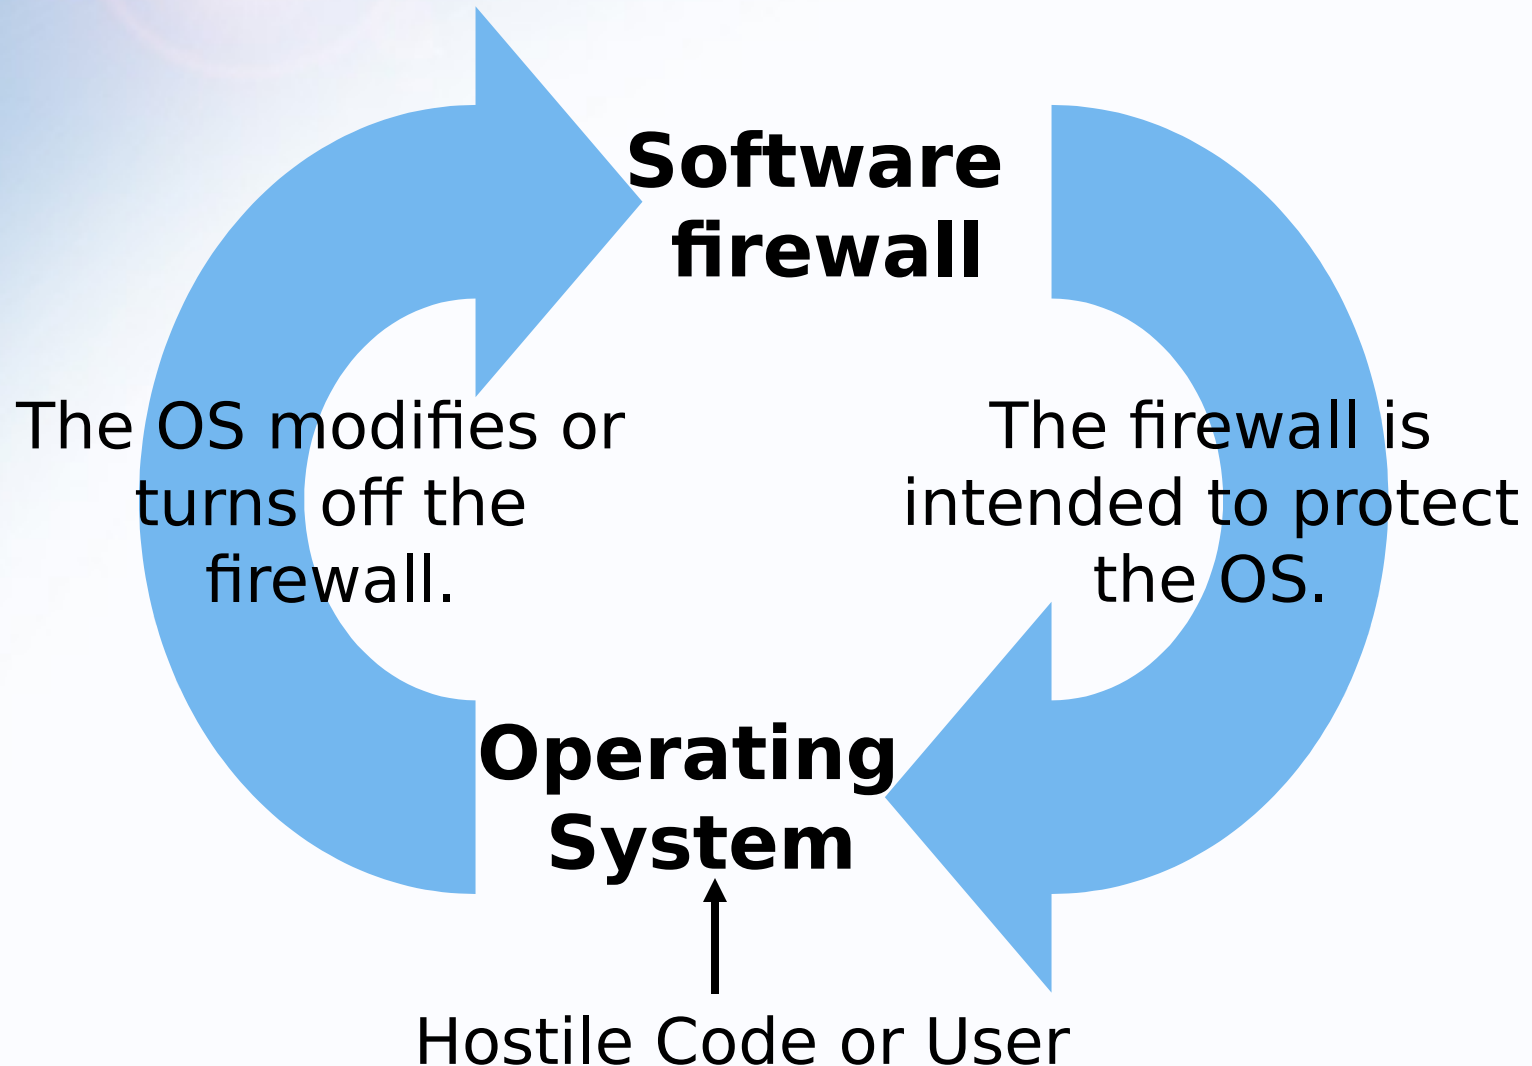 Software
firewall
The OS modifies or
turns off the
firewall.
The firewall is
intended to protect
the OS.
Operating
System
Hostile Code or User